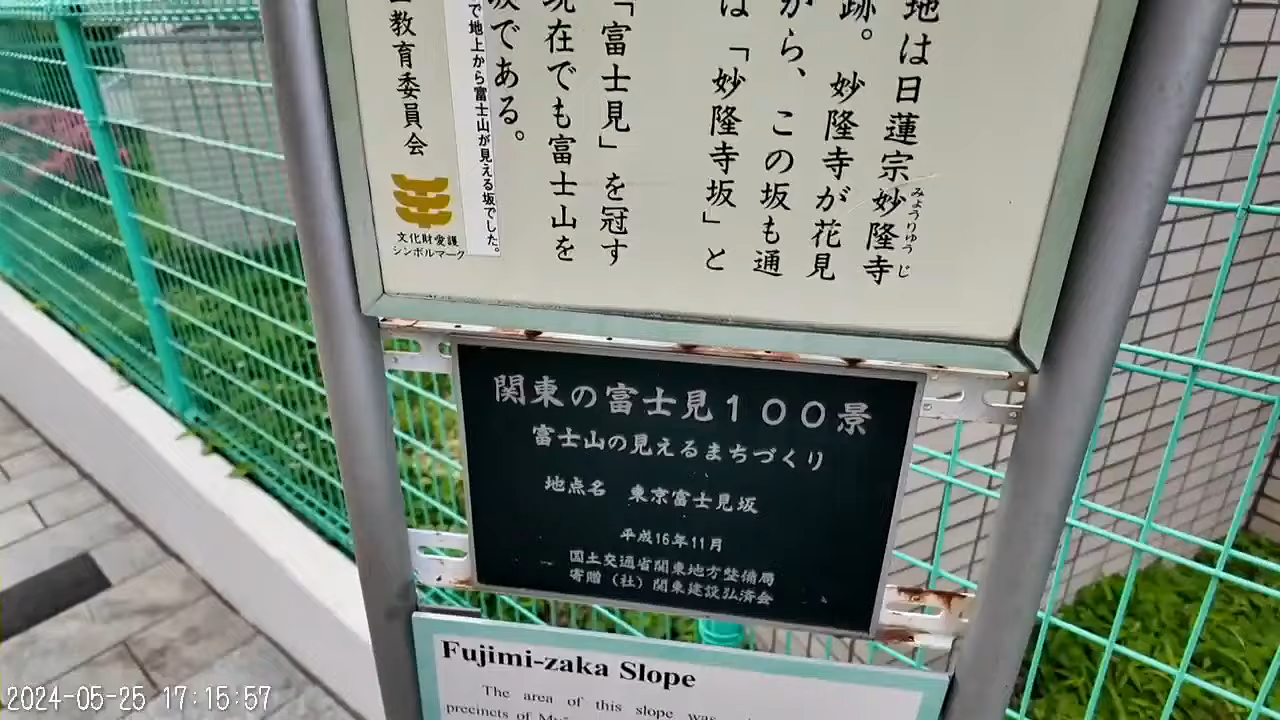 地は日蓮宗妙隆寺
みょうりゅうじ
跡。妙隆寺が花見
から、この坂も通
は「妙隆寺坂」と
「富士見」を冠す
現在でも富士山を
坂である。
で地上から富士山が見える坂でした。
教育委員会
文化財愛護
シンボルマーク
関東の富士見100景
富士山の見えるまちづくり
地点名 東京富士見坂
平成16年11月
国土交通省関東地方整備局
寄贈(社)関東建設弘済会
Fujimi-zaka Slope
The area of this slope was
precincts of
2024-05-25 17:15:57